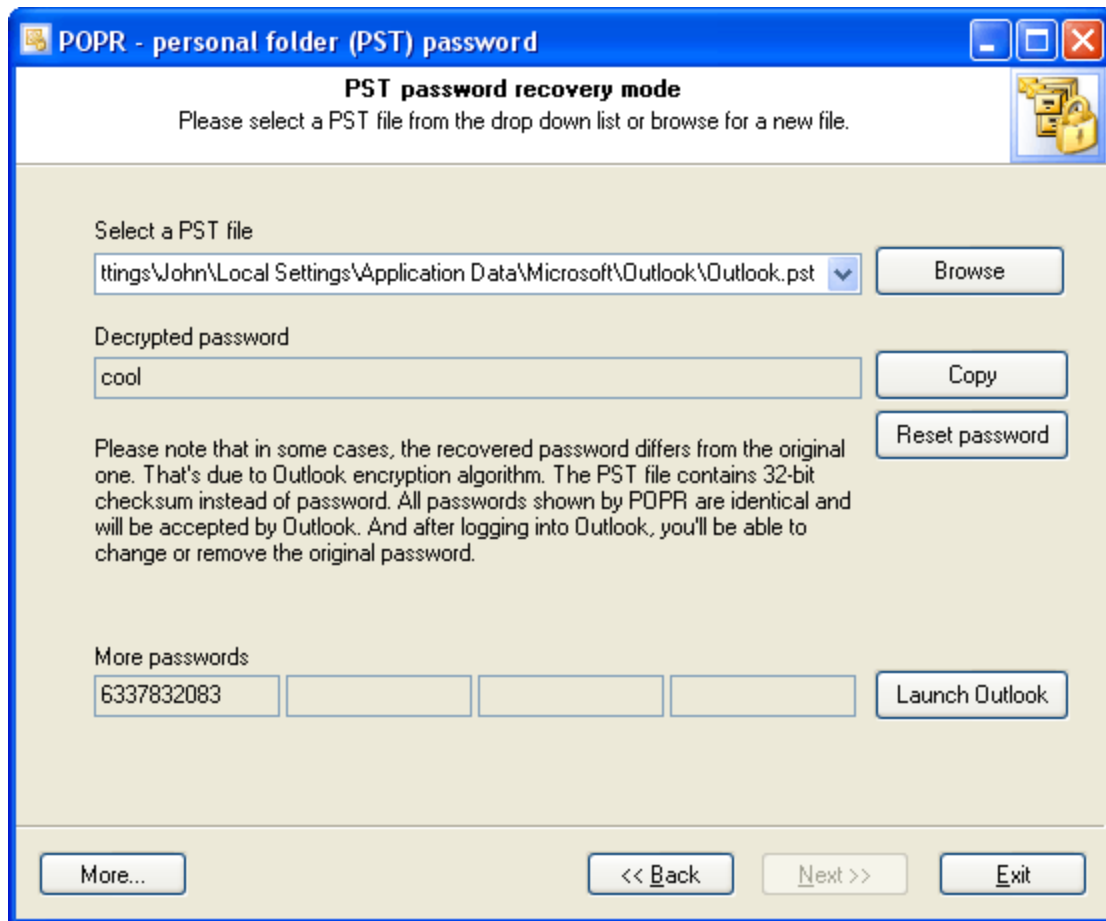 POPR - personal folder (PST) password
PST password recovery mode
Please select a PST file from the drop down list or browse for a new file.
Select a PST file
ttings\John\Local Settings\Application Data\Microsoft\Outlook\Outlook.pst
Browse
Decrypted password
cool
Copy
Reset password
Please note that in some cases, the recovered password differs from the original
one. That's due to Outlook encryption algorithm. The PST file contains 32-bit
checksum instead of password. All passwords shown by POPR are identical and
will be accepted by Outlook. And after logging into Outlook, you'll be able to
change or remove the original password.
More passwords
6337832083
Launch Outlook
More...
<< Back
Next >>
Exit